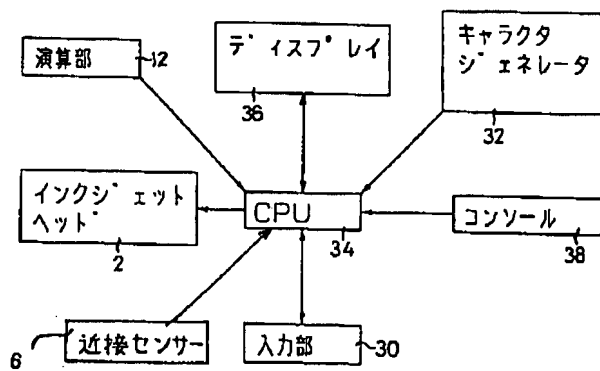 演算部
12
ディスプレイ
36
キャラクタ
ジェネレータ
32
インクジェット
ヘッド
2
CPU
34
コンソール
38
近接センサー
6
入力部
30